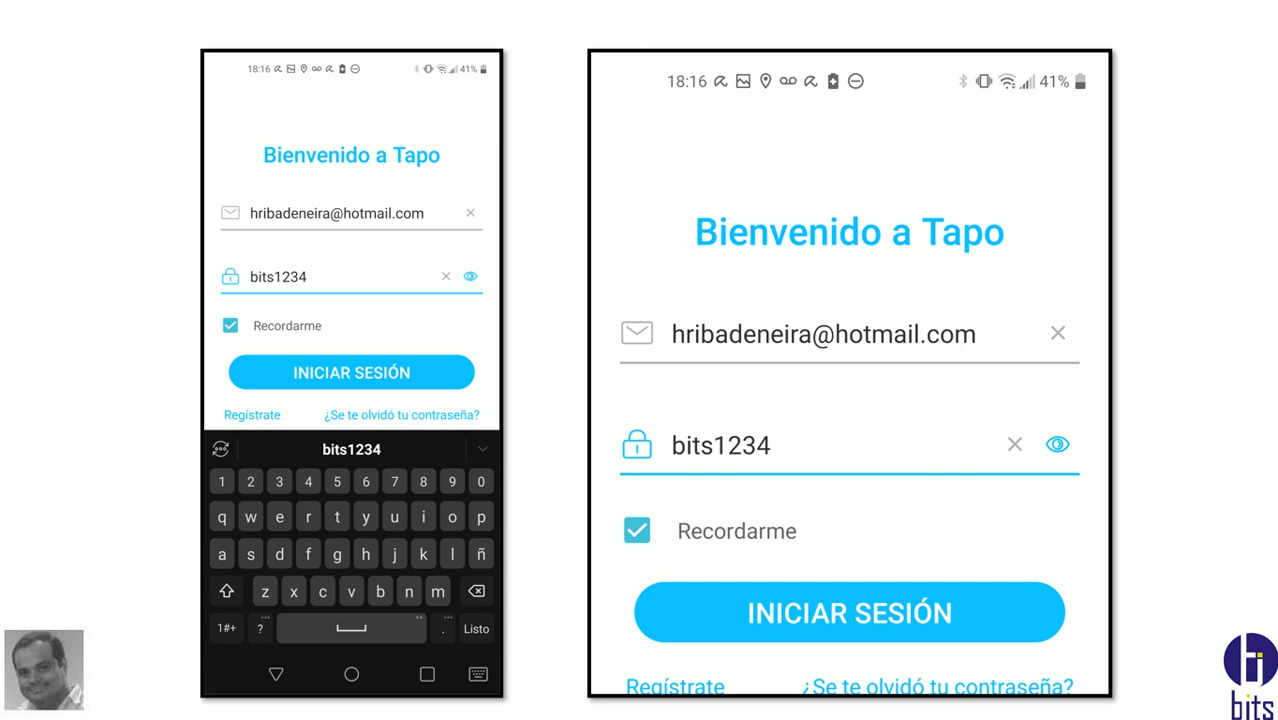 18:16
41%
Bienvenido a Tapo
hribadeneira@hotmail.com
bits1234
Recordarme
INICIAR SESIÓN
Regístrate ¿Se te olvidó tu contraseña?
bits1234
1 2 3 4 5 6 7 8 9 0
q w e r t y u i o p
a s d f g h j k l ñ
z x c v b n m
1#+ ? . Listo
18:16
41%
Bienvenido a Tapo
hribadeneira@hotmail.com
bits1234
Recordarme
INICIAR SESIÓN
Regístrate ¿Se te olvidó tu contraseña?
bits